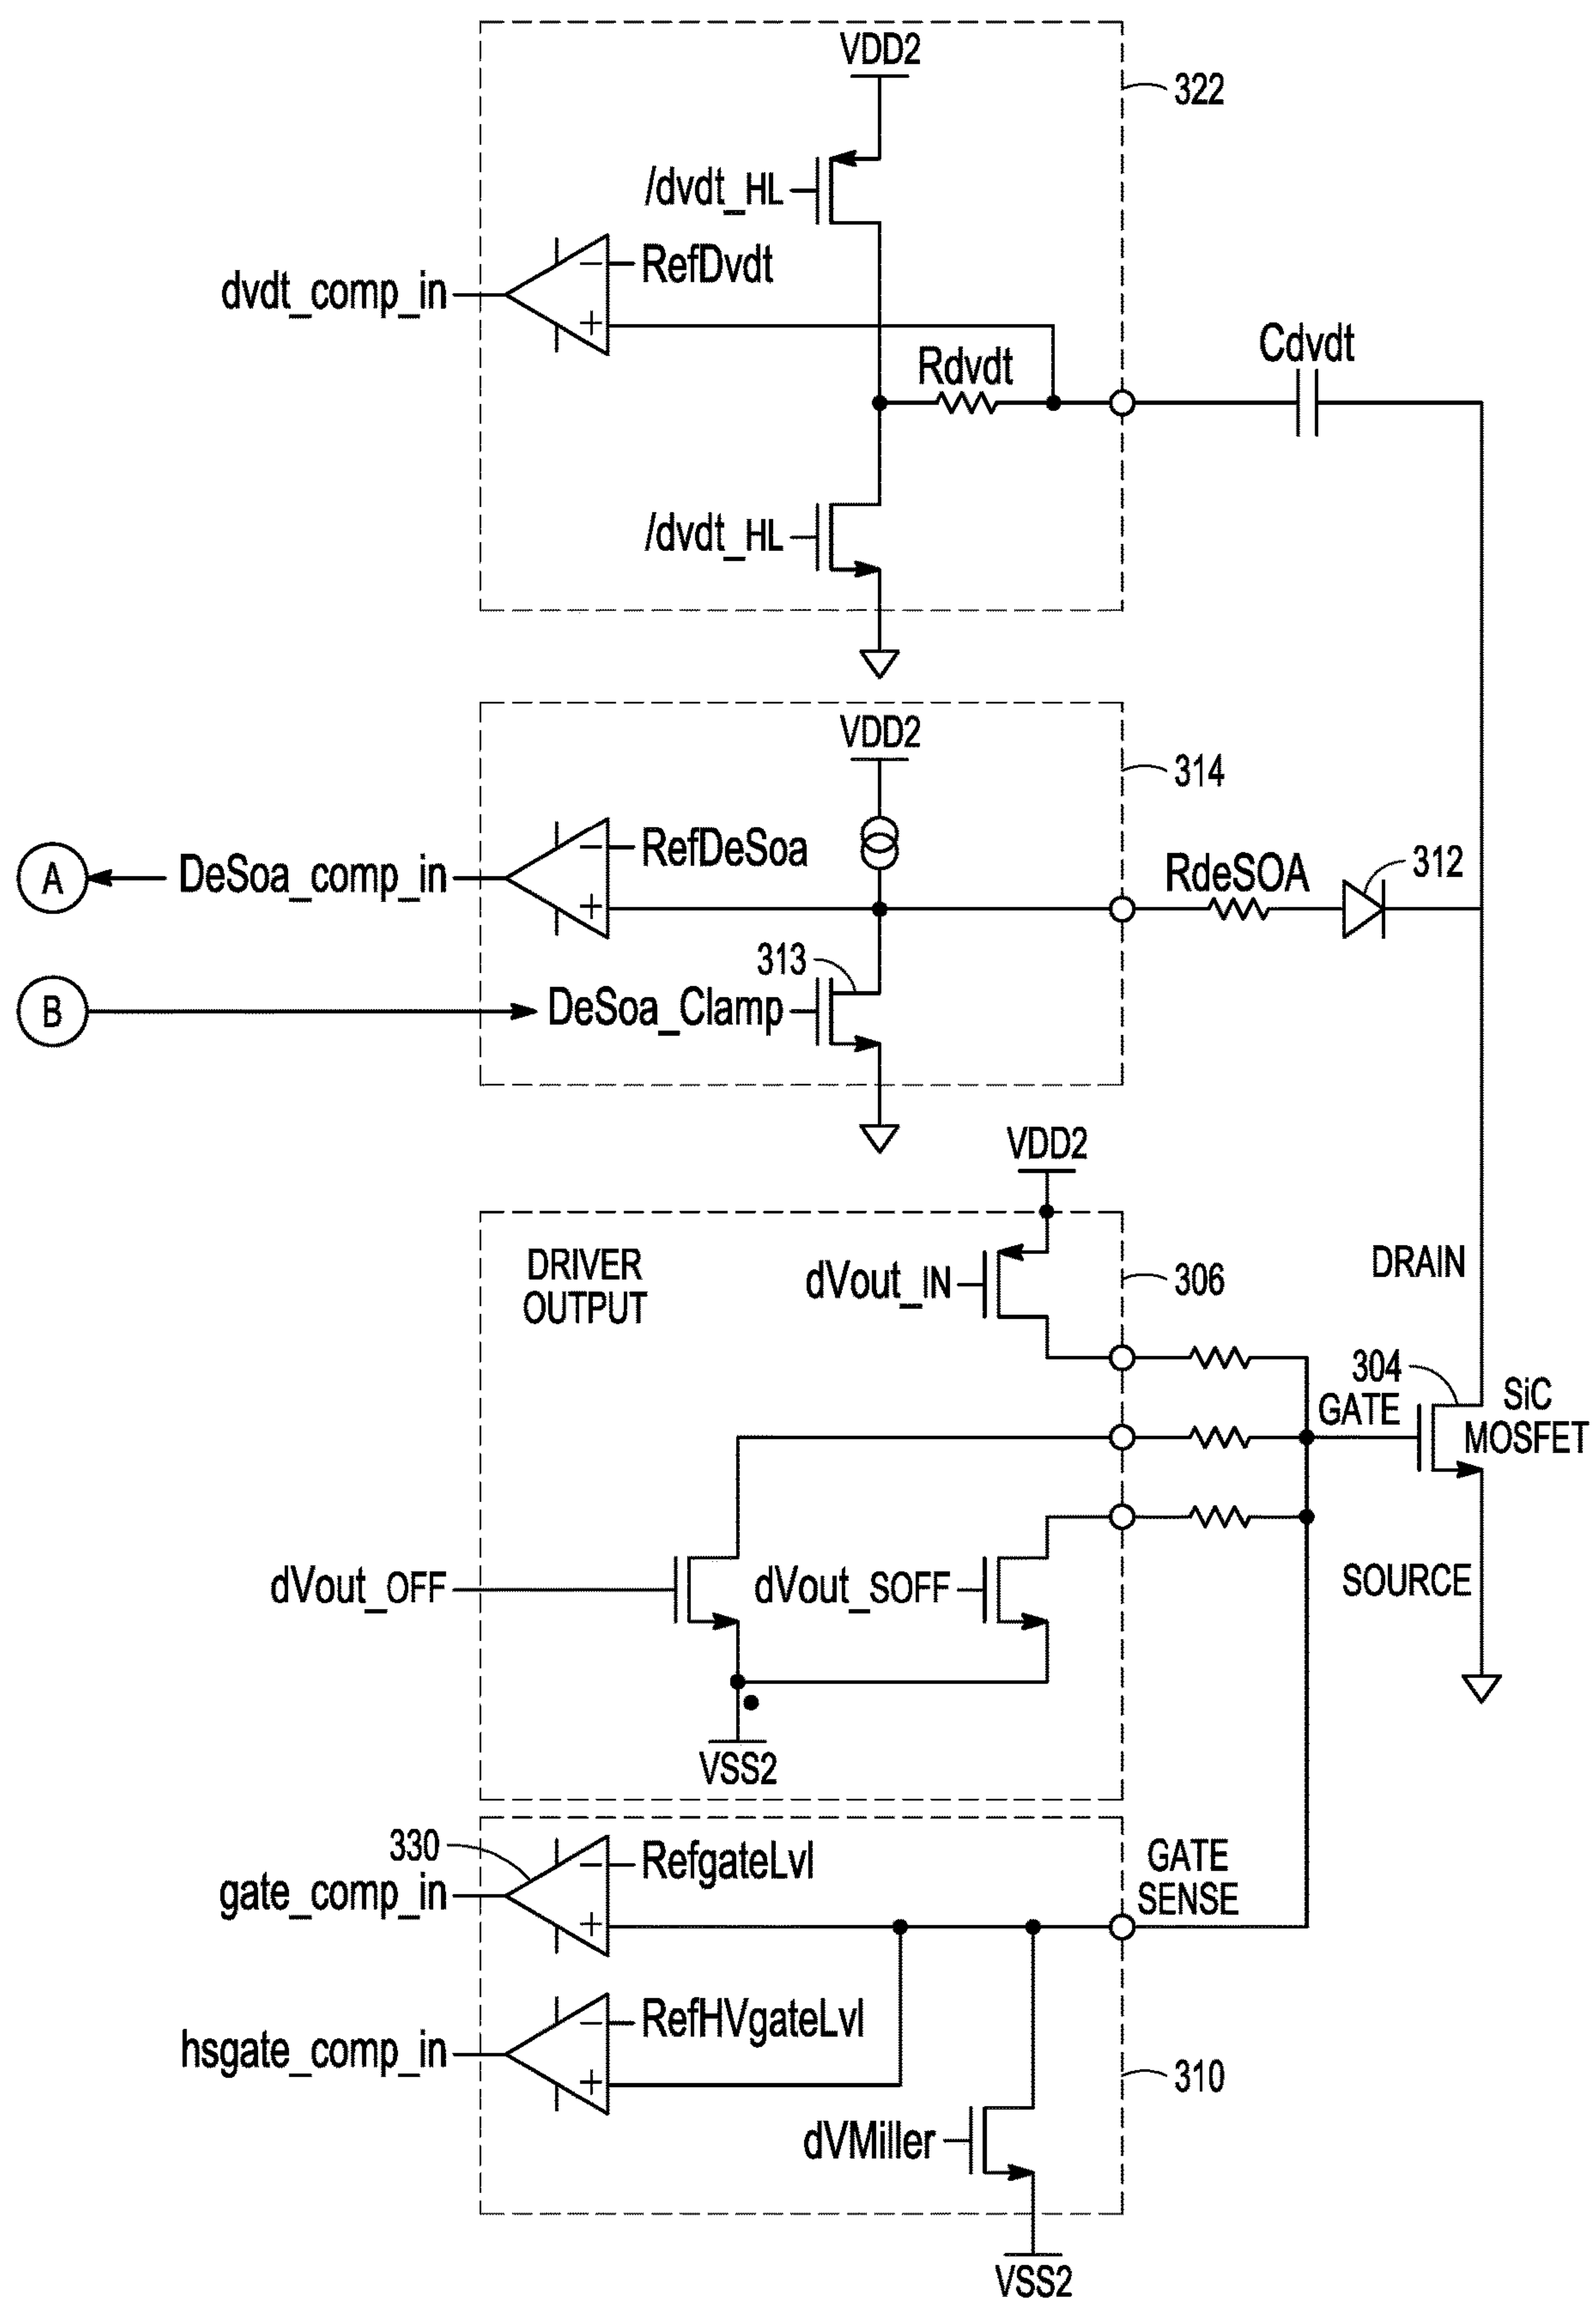 VDD2
322
/dvdt_HL
RefDvdt
dvdt_comp_in
−
+
Rdvdt
Cdvdt
/dvdt_HL
VDD2
314
RefDeSoa
A
DeSoa_comp_in
−
+
RdeSOA
312
313
B
DeSoa_Clamp
VDD2
DRIVER
OUTPUT
dVout_IN
306
DRAIN
304
GATE
SiC
MOSFET
dVout_OFF
dVout_SOFF
SOURCE
VSS2
330
RefgateLvl
gate_comp_in
−
+
GATE
SENSE
RefHVgateLvl
hsgate_comp_in
−
+
310
dVMiller
VSS2